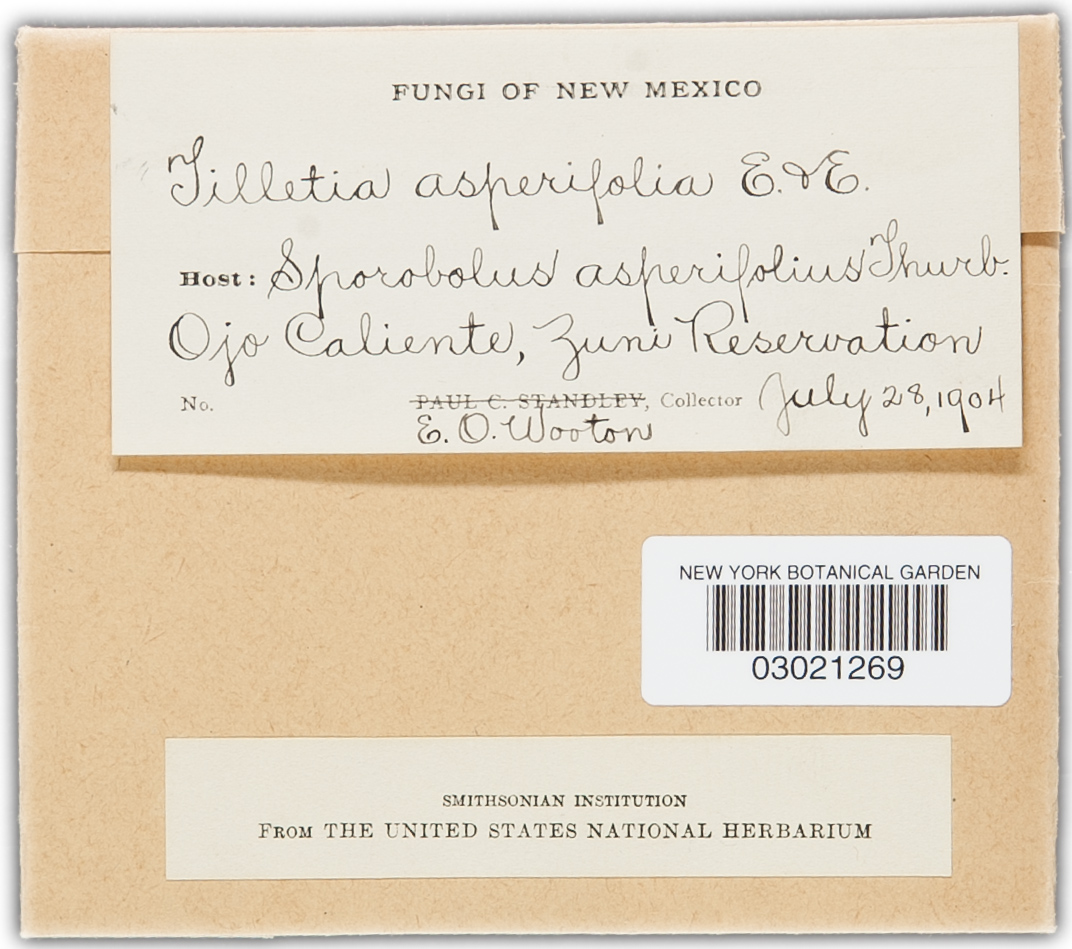 FUNGI OF NEW MEXICO
Tilletia asperifolia E. & E.
Host: Sporobolus asperifolius Thurb.
Ojo Caliente, Zuni Reservation
No. PAUL C. STANDLEY, Collector July 28, 1904
E. O. Wooton
NEW YORK BOTANICAL GARDEN
03021269
SMITHSONIAN INSTITUTION
FROM THE UNITED STATES NATIONAL HERBARIUM